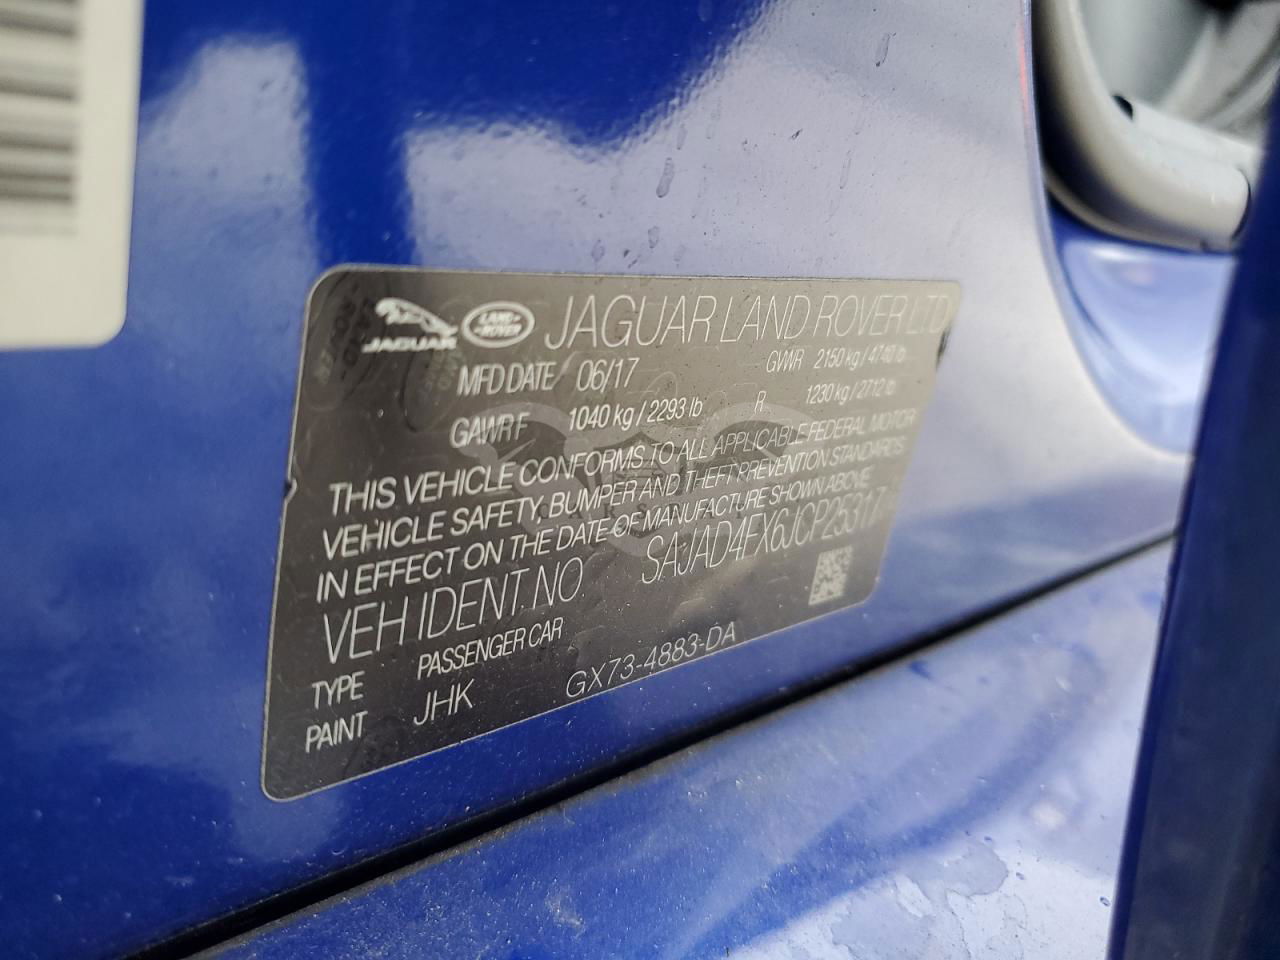 JAGUAR LAND-ROVER JAGUAR LAND ROVER LTD
MFD DATE 06/17 GVWR 2150 kg / 4740 lb
GAWR F 1040 kg / 2293 lb R 1230 kg / 2712 lb
THIS VEHICLE CONFORMS TO ALL APPLICABLE FEDERAL MOTOR
VEHICLE SAFETY, BUMPER AND THEFT PREVENTION STANDARDS
IN EFFECT ON THE DATE OF MANUFACTURE SHOWN ABOVE
VEH IDENT NO SAJAD4FX6JCP25317
TYPE PASSENGER CAR
PAINT JHK GX73-4883-DA